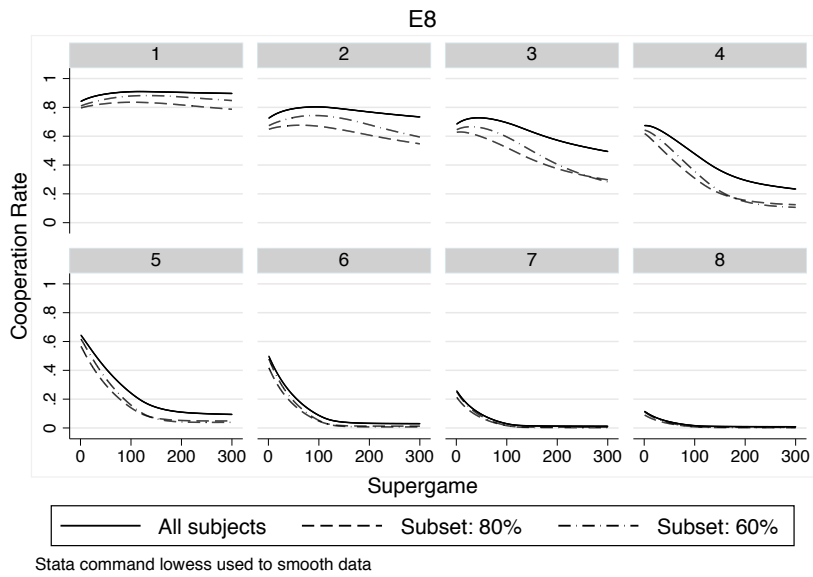 E8
1 2 3 4
Cooperation Rate
1
.8
.6
.4
.2
0
5 6 7 8
1
.8
.6
.4
.2
0
0 100 200 300 0 100 200 300 0 100 200 300 0 100 200 300
Supergame
All subjects Subset: 80% Subset: 60%
Stata command lowess used to smooth data